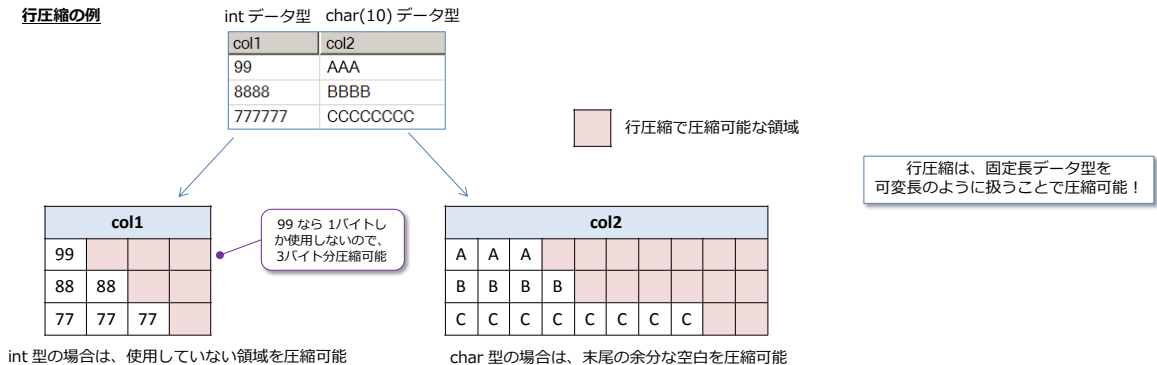 行圧縮の例
int データ型 char(10) データ型
col1 col2
99 AAA
8888 BBBB
777777 CCCCCCCC
行圧縮で圧縮可能な領域
行圧縮は、固定長データ型を
可変長のように扱うことで圧縮可能！
col1
99
88 88
77 77 77
99 なら 1バイトし
か使用しないので、
3バイト分圧縮可能
col2
A A A
B B B B
C C C C C C C C
int 型の場合は、使用していない領域を圧縮可能
char 型の場合は、末尾の余分な空白を圧縮可能